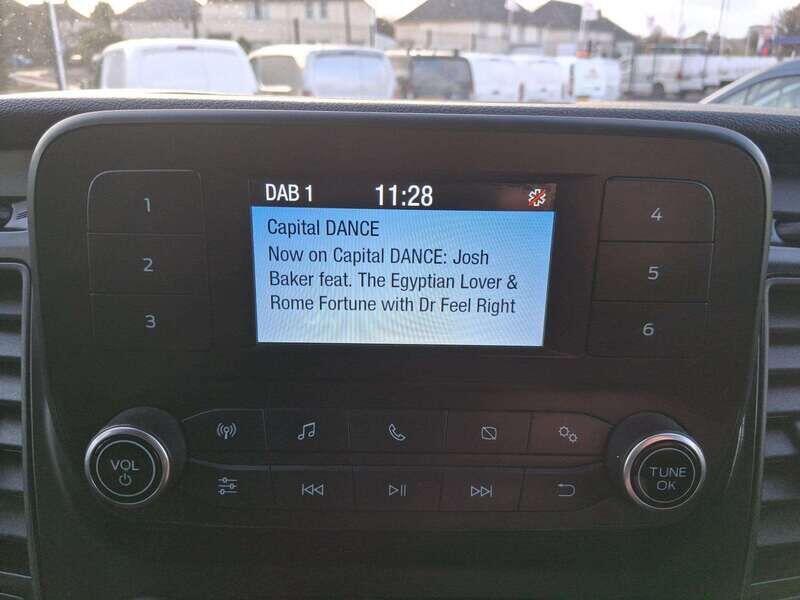 DAB 1 11:28
Capital DANCE
Now on Capital DANCE: Josh
Baker feat. The Egyptian Lover &
Rome Fortune with Dr Feel Right
1
2
3
4
5
6
VOL
TUNE
OK